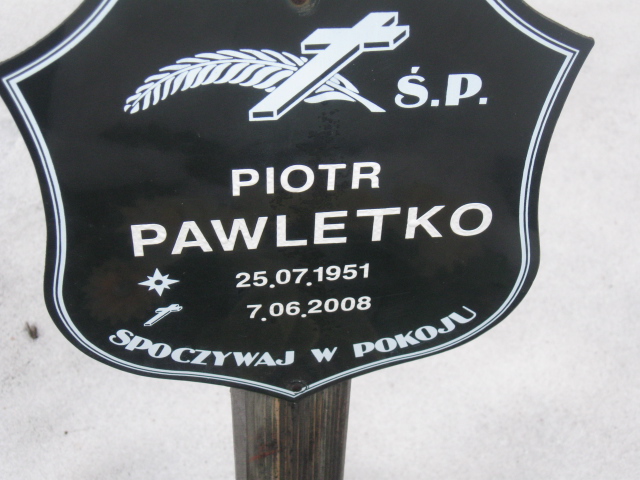 Ś.P.
PIOTR
PAWLETKO
25.07.1951
7.06.2008
SPOCZYWAJ W POKOJU